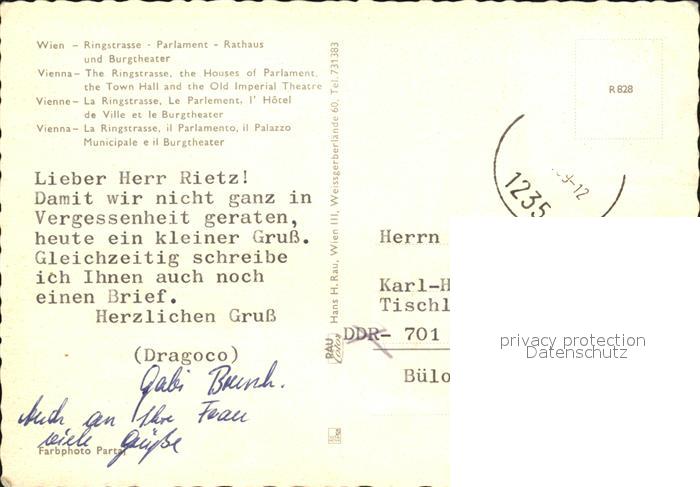 Wien – Ringstrasse - Parlament – Rathaus
und Burgtheater
Vienna – The Ringstrasse, the Houses of Parlament,
the Town Hall and the Old Imperial Theatre
Vienne – La Ringstrasse, Le Parlement, l' Hôtel
de Ville et le Burgtheater
Vienna – La Ringstrasse, il Parlamento, il Palazzo
Municipale e il Burgtheater
Lieber Herr Rietz!
Damit wir nicht ganz in
Vergessenheit geraten,
heute ein kleiner Gruß.
Gleichzeitig schreibe
ich Ihnen auch noch
einen Brief.
Herzlichen Gruß
(Dragoco)
Gabi
Auch an Ihre Frau
viele Grüße
Farbphoto
Hans H. Rau, Wien III, Weissgerberlände 60, Tel. 731383
RAU
R 828
-12
1235
Herrn
Karl-H
Tischl
DDR- 701
Bülo
privacy protection
Datenschutz